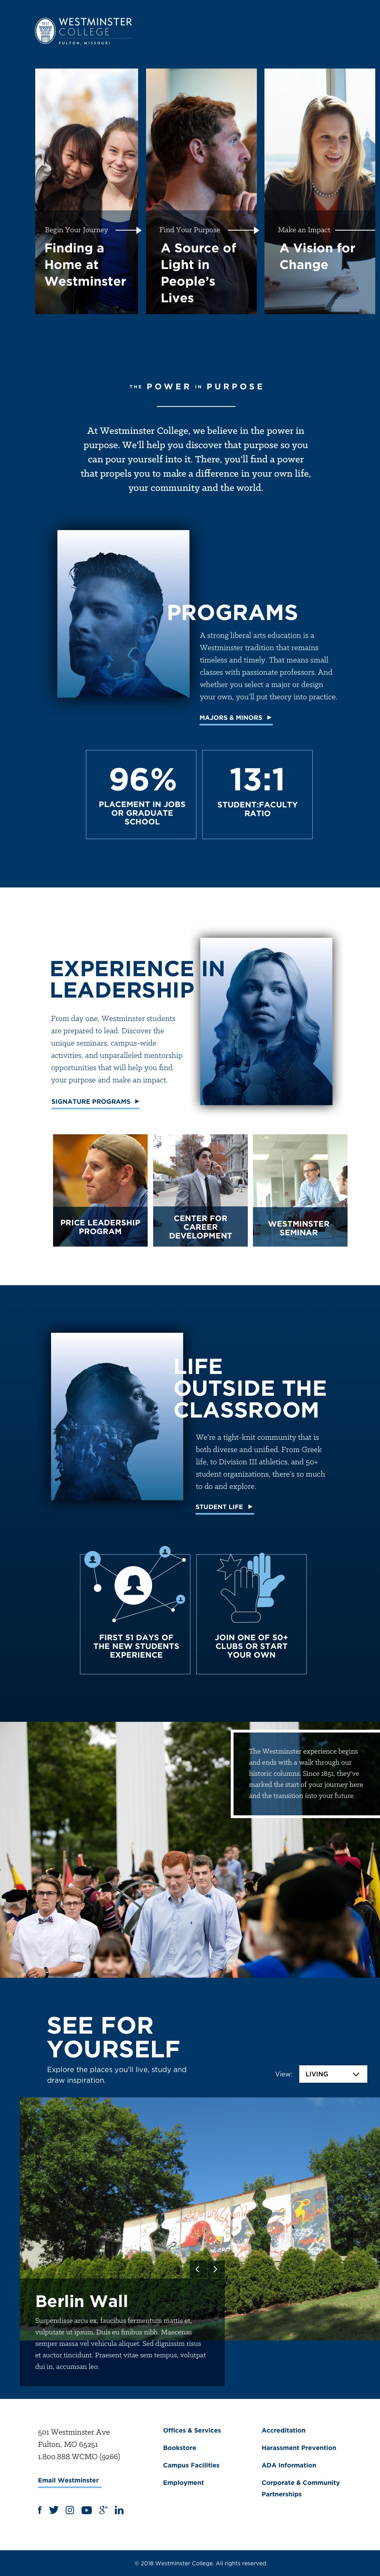 WESTMINSTER
COLLEGE
FULTON, MISSOURI
Begin Your Journey
Finding a
Home at
Westminster
Find Your Purpose
A Source of
Light in
People's
Lives
Make an Impact
A Vision for
Change
THE POWER IN PURPOSE
At Westminster College, we believe in the power in
purpose. We'll help you discover that purpose so you
can pour yourself into it. There, you'll find a power
that propels you to make a difference in your own life,
your community and the world.
PROGRAMS
A strong liberal arts education is a
Westminster tradition that remains
timeless and timely. That means small
classes with passionate professors. And
whether you select a major or design
your own, you'll put theory into practice.
MAJORS & MINORS
96%
PLACEMENT IN JOBS
OR GRADUATE
SCHOOL
13:1
STUDENT:FACULTY
RATIO
EXPERIENCE IN
LEADERSHIP
From day one, Westminster students
are prepared to lead. Discover the
unique seminars, campus-wide
activities, and unparalleled mentorship
opportunities that will help you find
your purpose and make an impact.
SIGNATURE PROGRAMS
PRICE LEADERSHIP
PROGRAM
CENTER FOR
CAREER
DEVELOPMENT
WESTMINSTER
SEMINAR
LIFE
OUTSIDE THE
CLASSROOM
We're a tight-knit community that is
both diverse and unified. From Greek
life, to Division III athletics, and 50+
student organizations, there's so much
to do and explore.
STUDENT LIFE
FIRST 51 DAYS OF
THE NEW STUDENTS
EXPERIENCE
JOIN ONE OF 50+
CLUBS OR START
YOUR OWN
The Westminster experience begins
and ends with a walk through our
historic columns. Since 1851, they've
marked the start of your journey here
and the transition into your future.
SEE FOR
YOURSELF
Explore the places you'll live, study and
draw inspiration.
View: LIVING
Berlin Wall
Suspendisse arcu ex, faucibus fermentum mattis et,
vulputate ut ipsum. Duis eu finibus nibh. Maecenas
semper massa vel vehicula aliquet. Sed dignissim risus
et auctor tincidunt. Praesent vitae sem tempus, volutpat
dui in, accumsan leo.
501 Westminster Ave
Fulton, MO 65251
1.800.888.WCMO (9266)
Email Westminster
Offices & Services
Bookstore
Campus Facilities
Employment
Accreditation
Harassment Prevention
ADA Information
Corporate & Community
Partnerships
© 2018 Westminster College. All rights reserved.